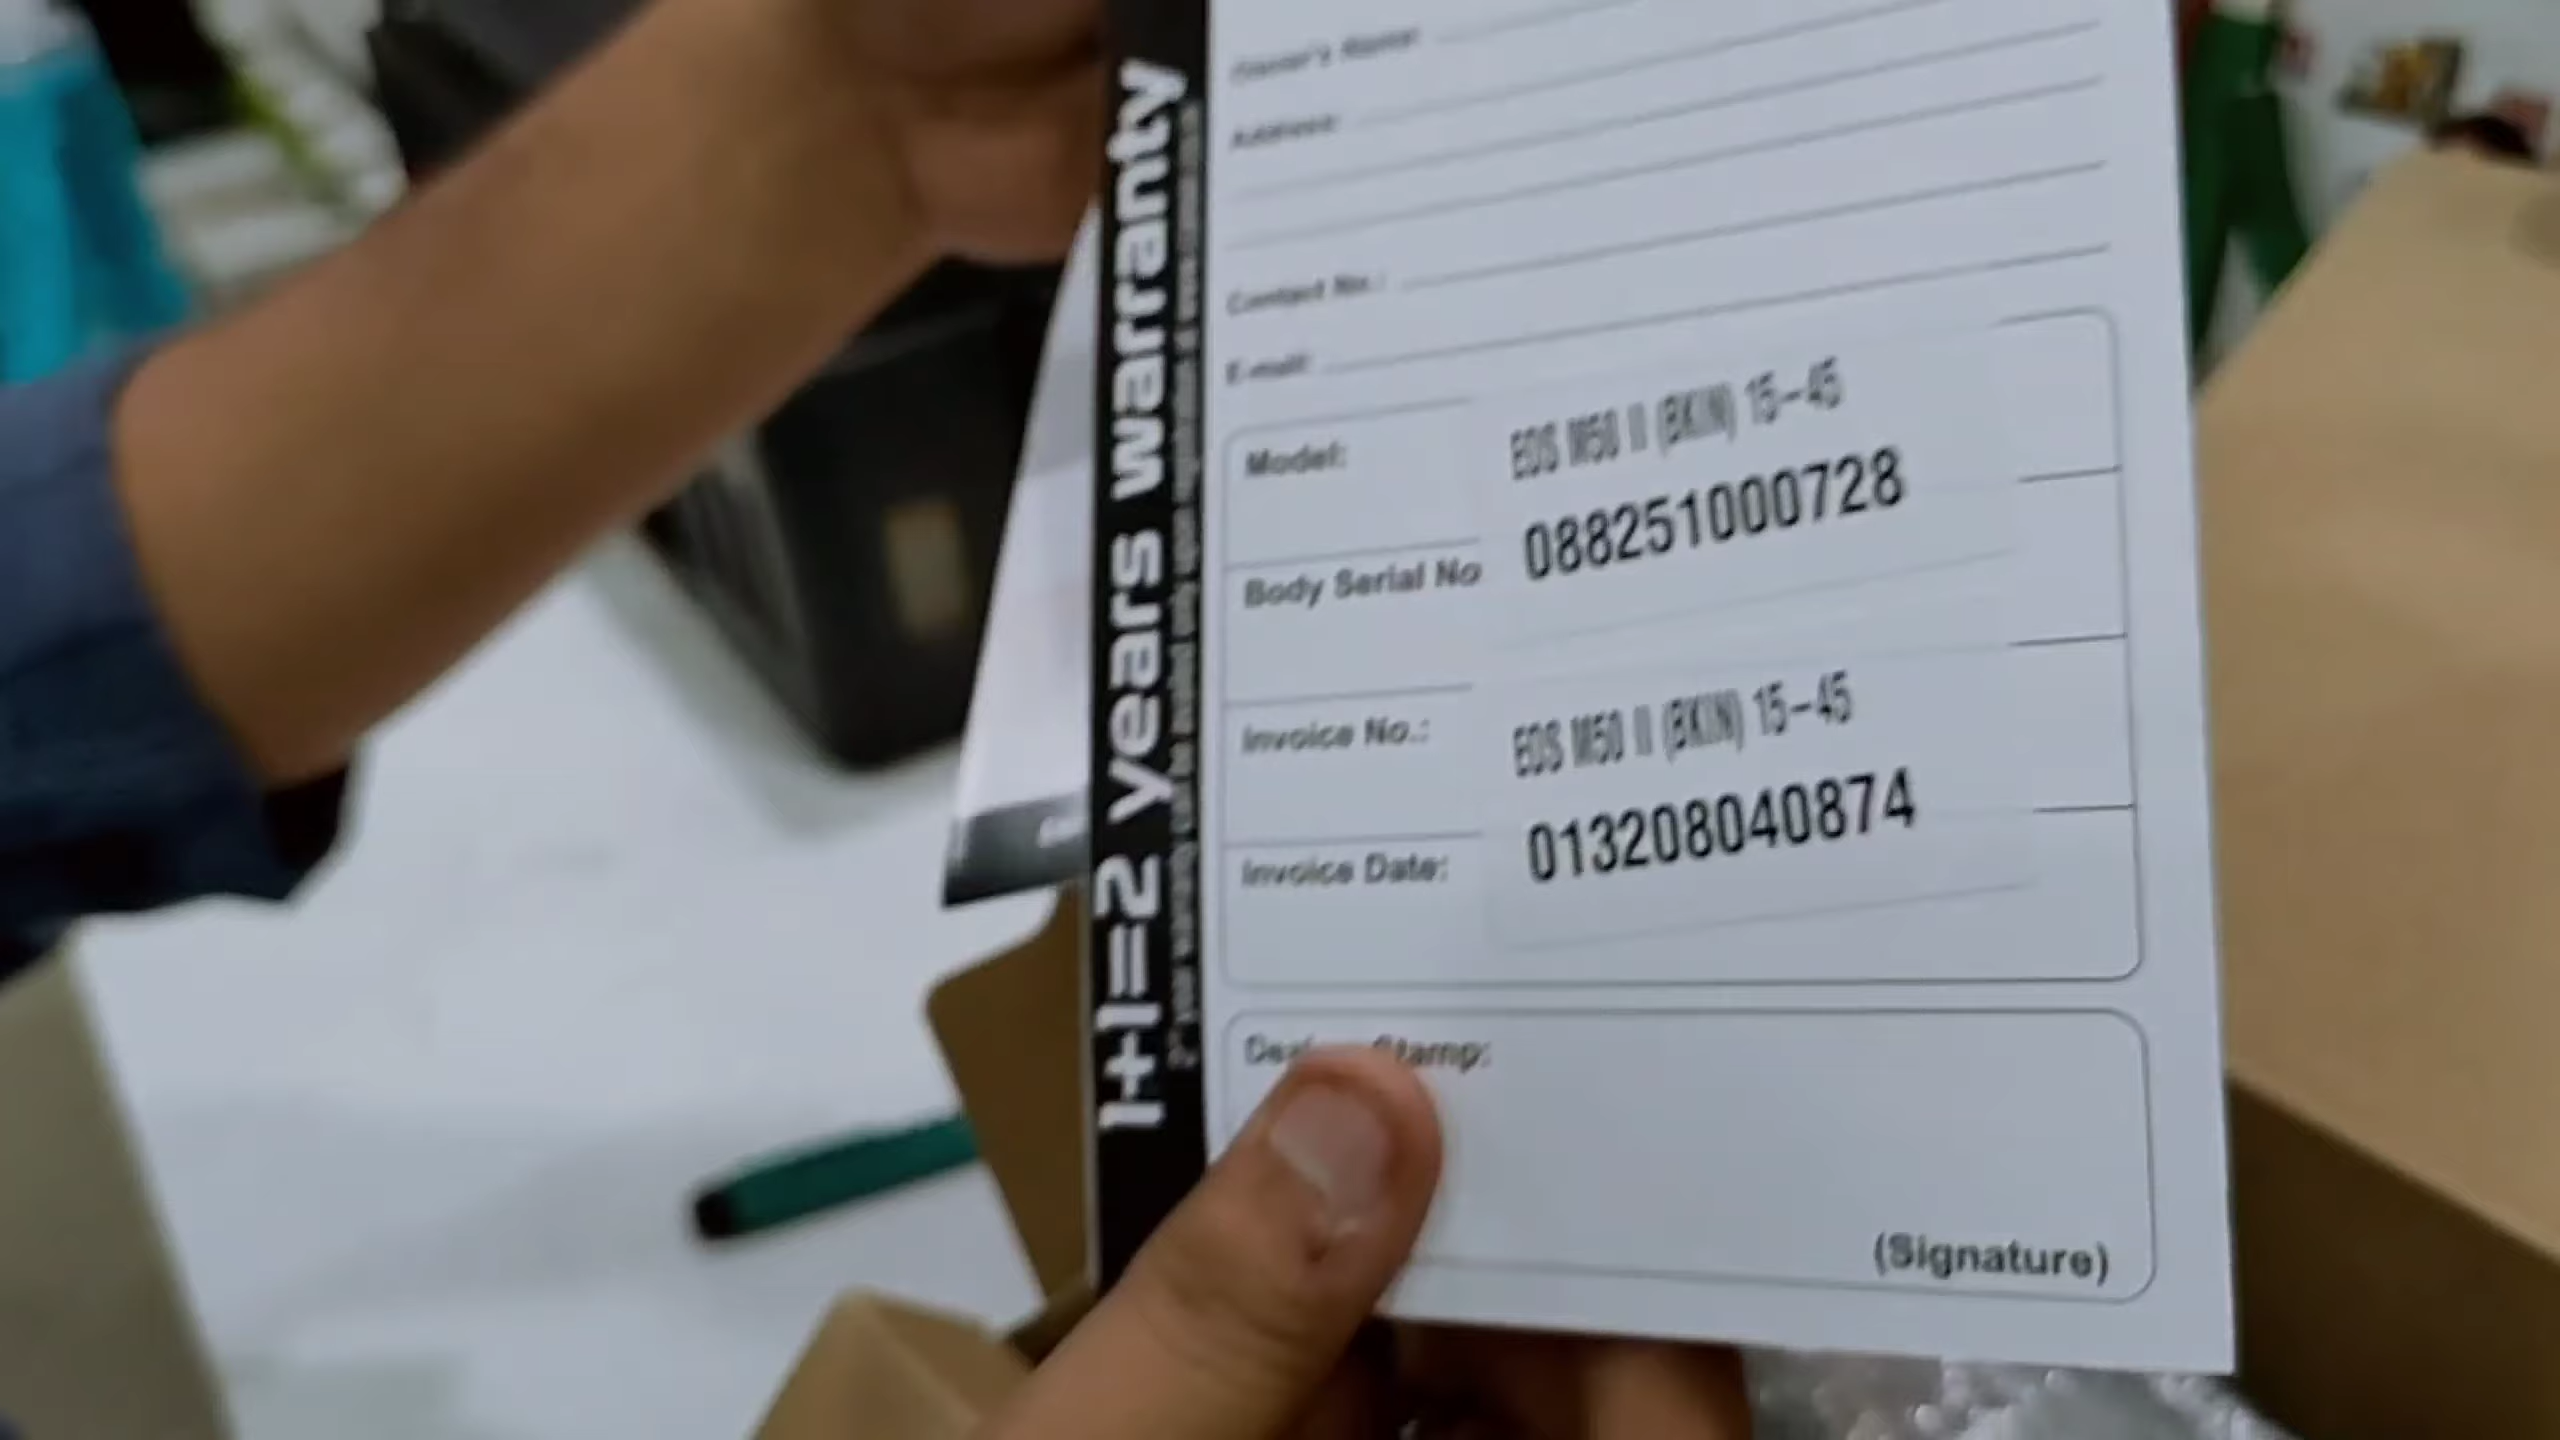 1+1=2 years warranty
Owner's Name:
Address:
Contact No.:
E-mail:
Model:
EOS M50 II (BKIN) 15-45
088251000728
Body Serial No
Invoice No.:
EOS M50 II (BKIN) 15-45
013208040874
Invoice Date:
Stamp:
(Signature)